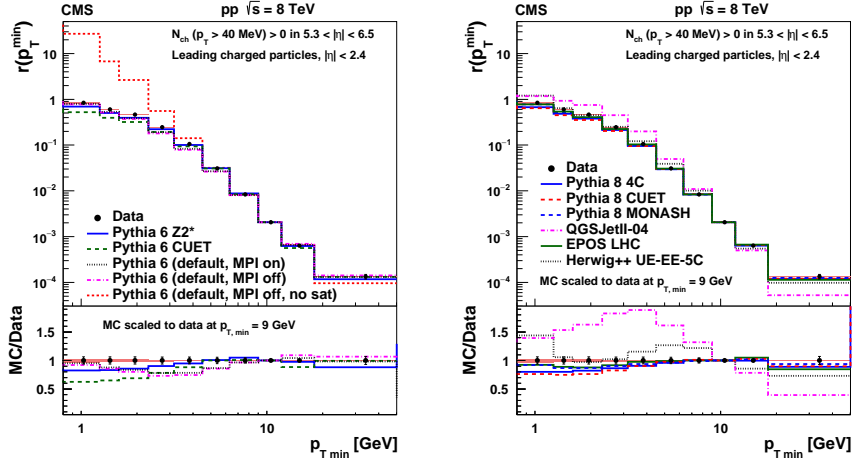 CMS pp √s = 8 TeV
r(p_T^min)
N_ch (p_T > 40 MeV) > 0 in 5.3 < |η| < 6.5
Leading charged particles, |η| < 2.4
10
1
10^-1
10^-2
10^-3
10^-4
Data
Pythia 6 Z2*
Pythia 6 CUET
Pythia 6 (default, MPI on)
Pythia 6 (default, MPI off)
Pythia 6 (default, MPI off, no sat)
MC/Data
MC scaled to data at p_T,min = 9 GeV
1.5
1
0.5
1 10
p_T min [GeV]
CMS pp √s = 8 TeV
r(p_T^min)
N_ch (p_T > 40 MeV) > 0 in 5.3 < |η| < 6.5
Leading charged particles, |η| < 2.4
10
1
10^-1
10^-2
10^-3
10^-4
Data
Pythia 8 4C
Pythia 8 CUET
Pythia 8 MONASH
QGSJetII-04
EPOS LHC
Herwig++ UE-EE-5C
MC scaled to data at p_T,min = 9 GeV
MC/Data
1.5
1
0.5
1 10
p_T min [GeV]